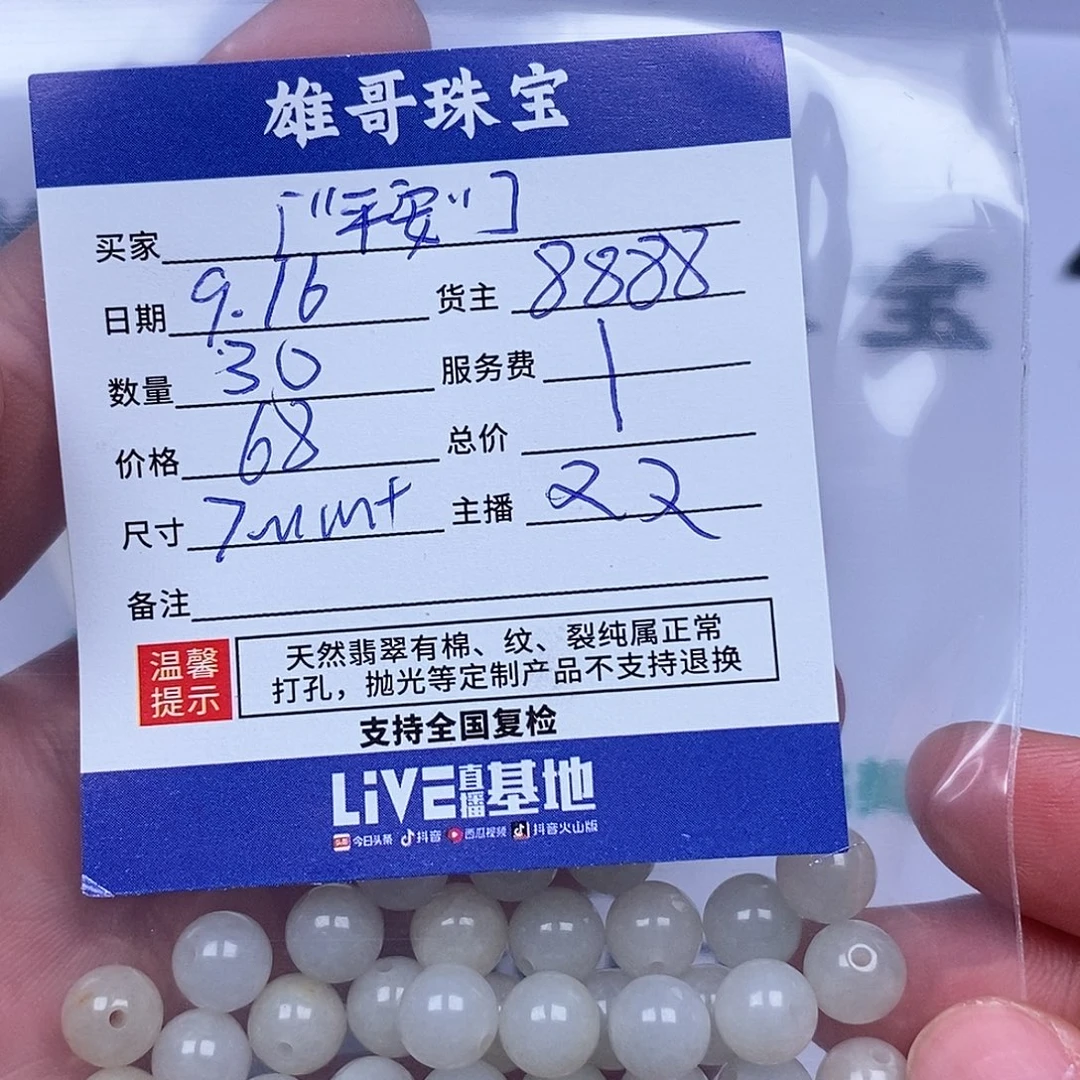 雄哥珠宝
买家 ["平安"]
日期 9.16 货主 8888
数量 30 服务费 1
价格 68 总价
尺寸 7mm+ 主播 22
备注
温馨提示 天然翡翠有棉、纹、裂纯属正常
打孔，抛光等定制产品不支持退换
支持全国复检
LiVE直播基地
头条 今日头条 抖音 西瓜视频 抖音火山版
宝